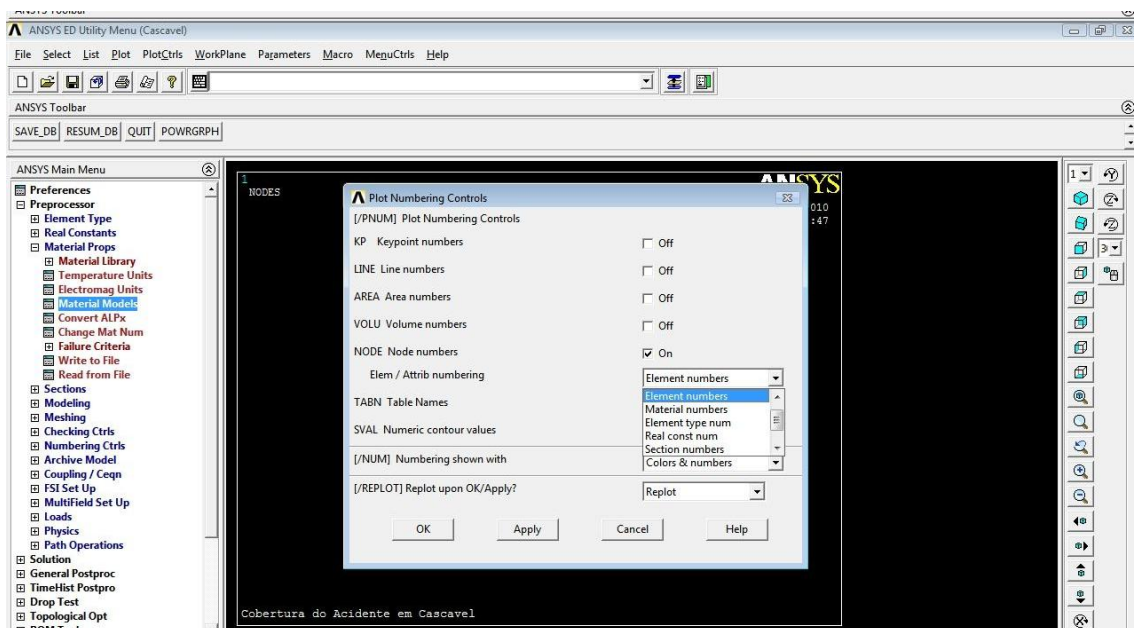 ANSYS Toolbar
ANSYS ED Utility Menu (Cascavel)
File Select List Plot PlotCtrls WorkPlane Parameters Macro MenuCtrls Help
ANSYS Toolbar
SAVE_DB RESUM_DB QUIT POWRGRPH
ANSYS Main Menu
Preferences
Preprocessor
Element Type
Real Constants
Material Props
Material Library
Temperature Units
Electromag Units
Material Models
Convert ALPx
Change Mat Num
Failure Criteria
Write to File
Read from File
Sections
Modeling
Meshing
Checking Ctrls
Numbering Ctrls
Archive Model
Coupling / Ceqn
FSI Set Up
MultiField Set Up
Loads
Physics
Path Operations
Solution
General Postproc
TimeHist Postpro
Drop Test
Topological Opt
1
NODES
ANSYS
010
:47
Plot Numbering Controls
[/PNUM] Plot Numbering Controls
KP Keypoint numbers Off
LINE Line numbers Off
AREA Area numbers Off
VOLU Volume numbers Off
NODE Node numbers On
Elem / Attrib numbering Element numbers
Element numbers
TABN Table Names
Material numbers
Element type num
SVAL Numeric contour values
Real const num
Section numbers
[/NUM] Numbering shown with Colors & numbers
[/REPLOT] Replot upon OK/Apply? Replot
OK Apply Cancel Help
Cobertura do Acidente em Cascavel
1